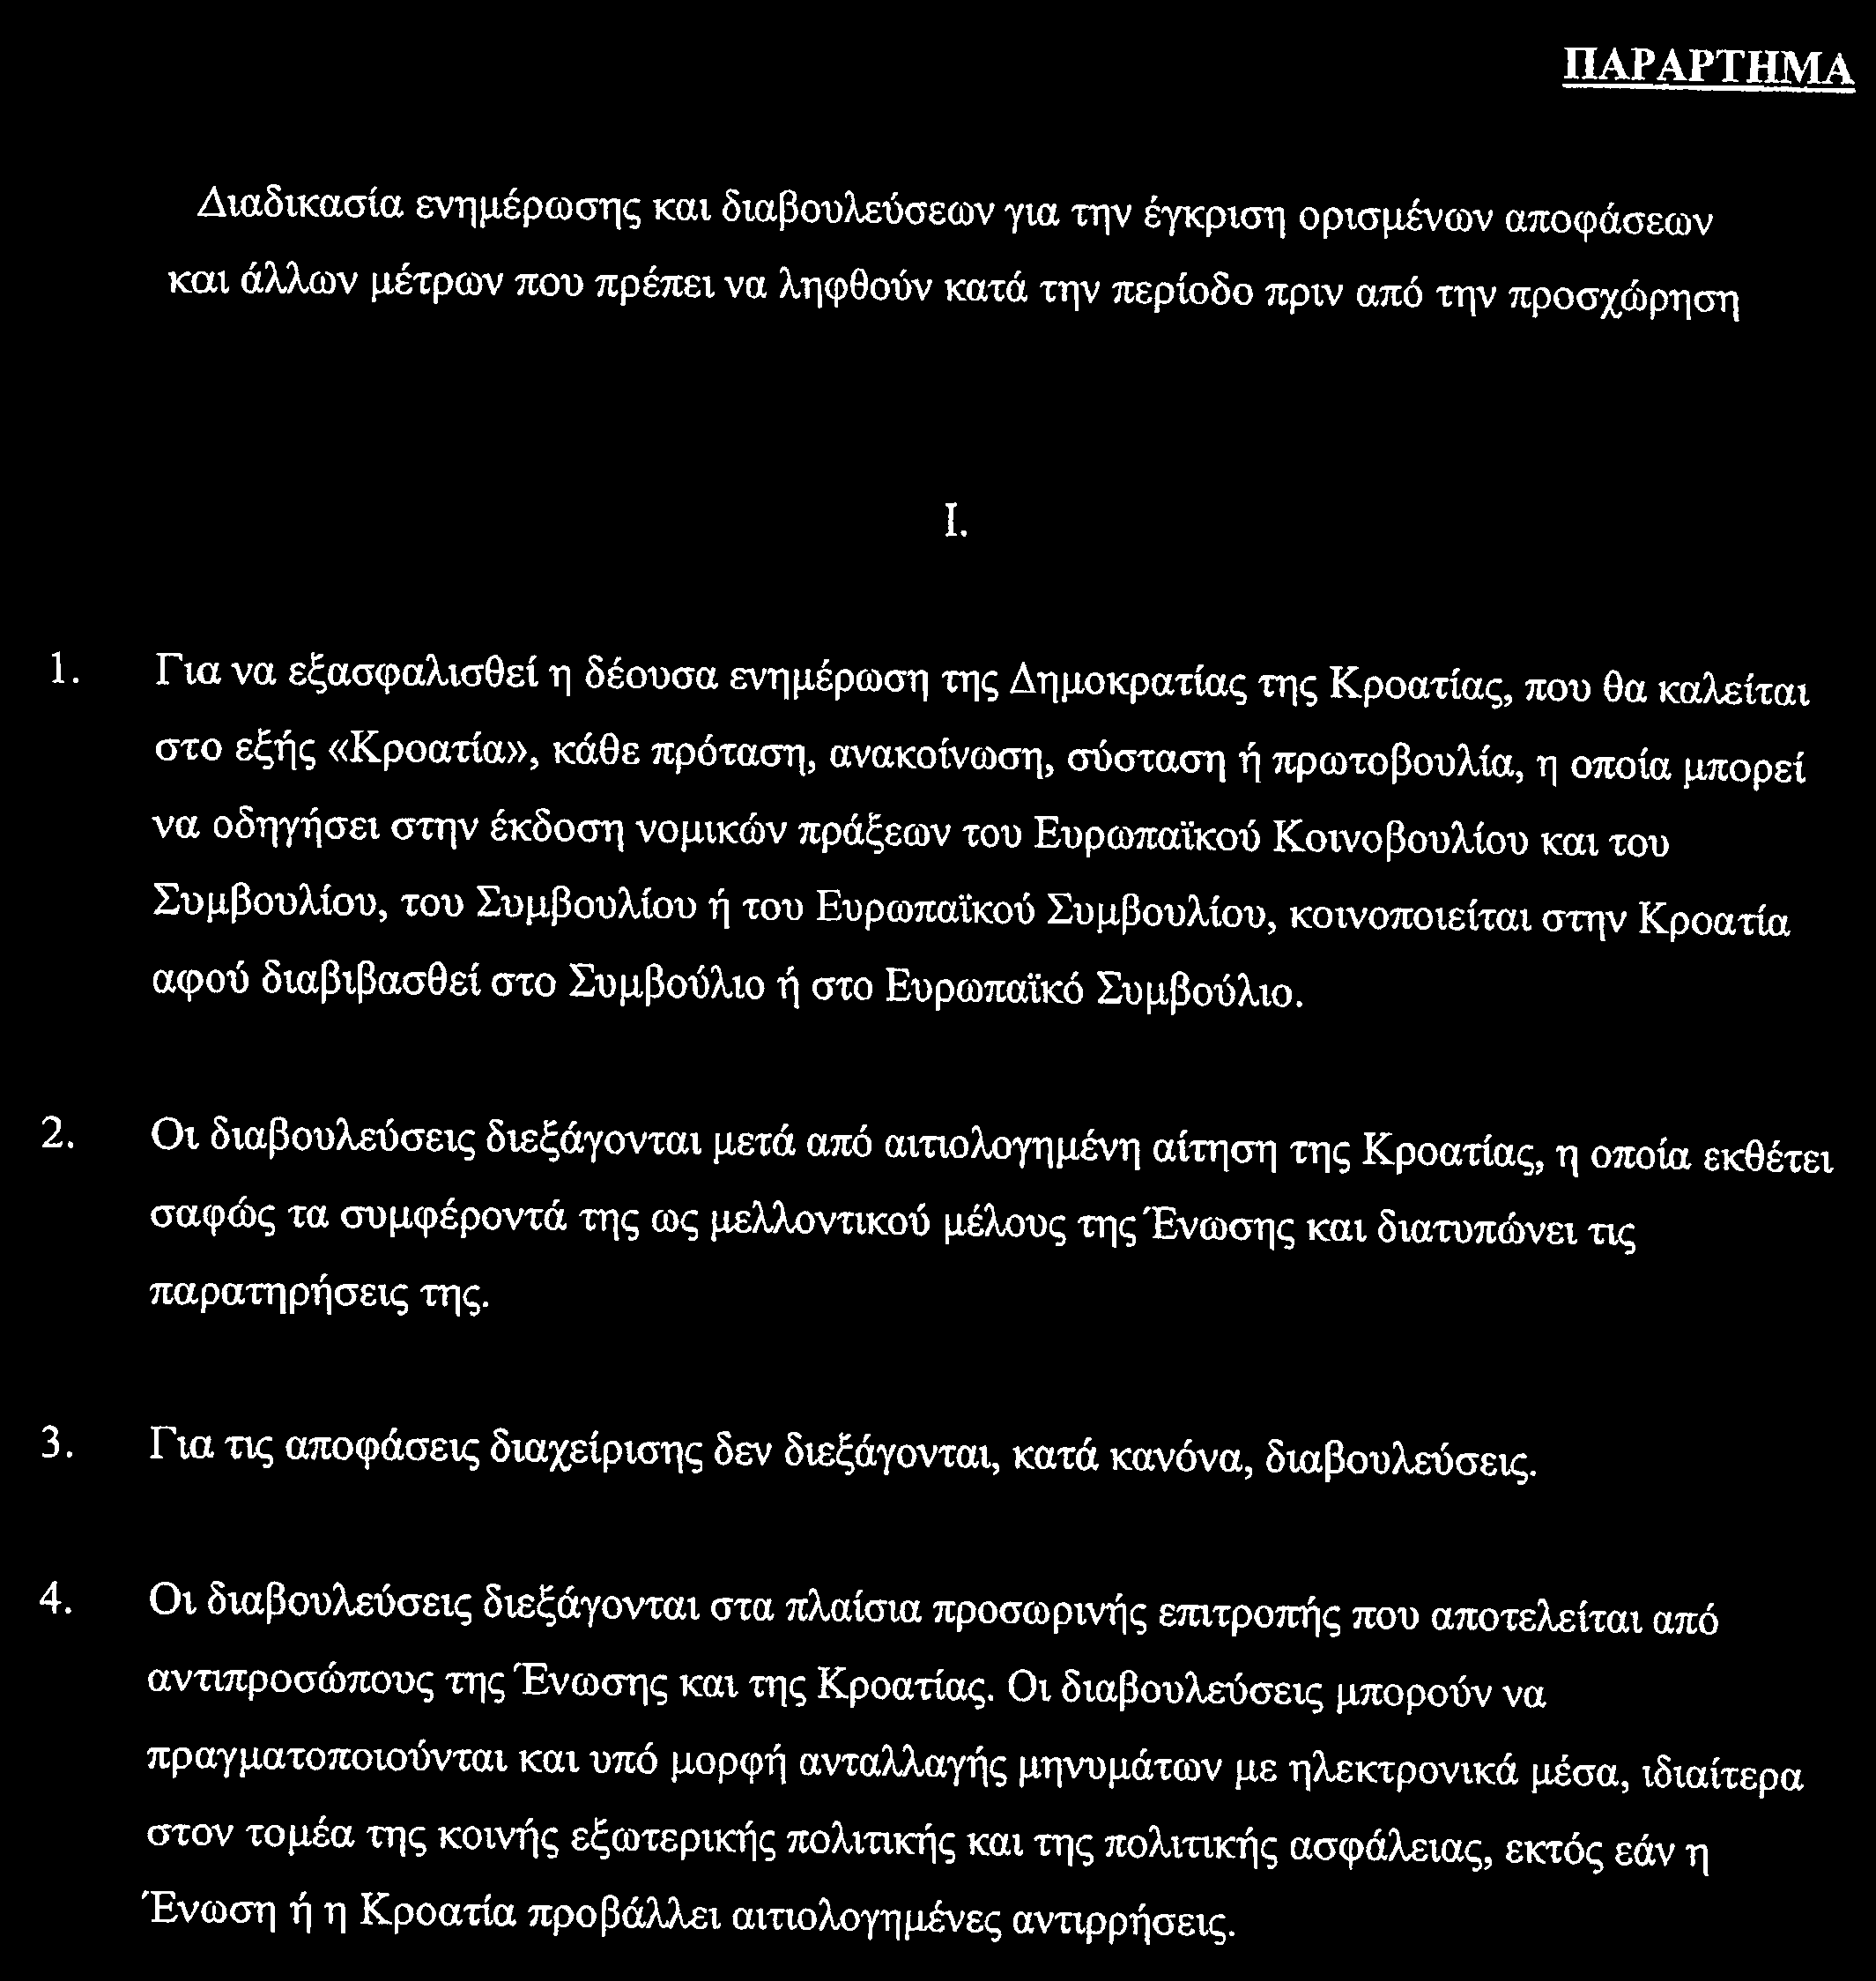 ΠΑΡΑΡΤΗΜΑ
Διαδικασία ενημέρωσης και διαβουλεύσεων για την έγκριση ορισμένων αποφάσεων
και άλλων μέτρων που πρέπει να ληφθούν κατά την περίοδο πριν από την προσχώρηση
I.
1. Για να εξασφαλισθεί η δέουσα ενημέρωση της Δημοκρατίας της Κροατίας, που θα καλείται
στο εξής «Κροατία», κάθε πρόταση, ανακοίνωση, σύσταση ή πρωτοβουλία, η οποία μπορεί
να οδηγήσει στην έκδοση νομικών πράξεων του Ευρωπαϊκού Κοινοβουλίου και του
Συμβουλίου, του Συμβουλίου ή του Ευρωπαϊκού Συμβουλίου, κοινοποιείται στην Κροατία
αφού διαβιβασθεί στο Συμβούλιο ή στο Ευρωπαϊκό Συμβούλιο.
2. Οι διαβουλεύσεις διεξάγονται μετά από αιτιολογημένη αίτηση της Κροατίας, η οποία εκθέτει
σαφώς τα συμφέροντά της ως μελλοντικού μέλους της Ένωσης και διατυπώνει τις
παρατηρήσεις της.
3. Για τις αποφάσεις διαχείρισης δεν διεξάγονται, κατά κανόνα, διαβουλεύσεις.
4. Οι διαβουλεύσεις διεξάγονται στα πλαίσια προσωρινής επιτροπής που αποτελείται από
αντιπροσώπους της Ένωσης και της Κροατίας. Οι διαβουλεύσεις μπορούν να
πραγματοποιούνται και υπό μορφή ανταλλαγής μηνυμάτων με ηλεκτρονικά μέσα, ιδιαίτερα
στον τομέα της κοινής εξωτερικής πολιτικής και της πολιτικής ασφάλειας, εκτός εάν η
Ένωση ή η Κροατία προβάλλει αιτιολογημένες αντιρρήσεις.